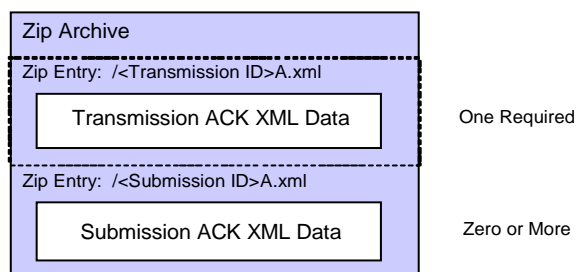 Zip Archive
Zip Entry: /<Transmission ID>A.xml
Transmission ACK XML Data
One Required
Zip Entry: /<Submission ID>A.xml
Submission ACK XML Data
Zero or More